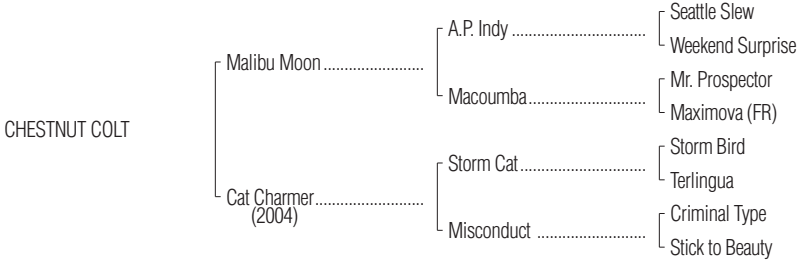 Seattle Slew
A.P. Indy
Weekend Surprise
Malibu Moon
Mr. Prospector
Macoumba
Maximova (FR)
CHESTNUT COLT
Storm Bird
Storm Cat
Terlingua
Cat Charmer
(2004)
Criminal Type
Misconduct
Stick to Beauty